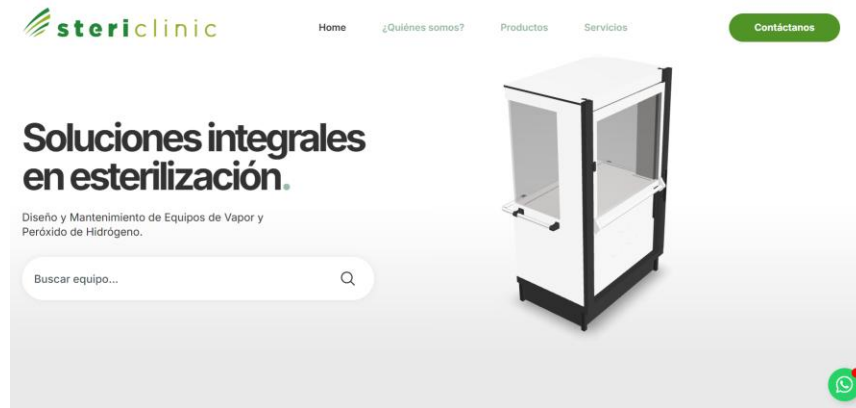 stericlinic
Home
¿Quiénes somos?
Productos
Servicios
Contáctanos
Soluciones integrales
en esterilización.
Diseño y Mantenimiento de Equipos de Vapor y
Peróxido de Hidrógeno.
Buscar equipo...